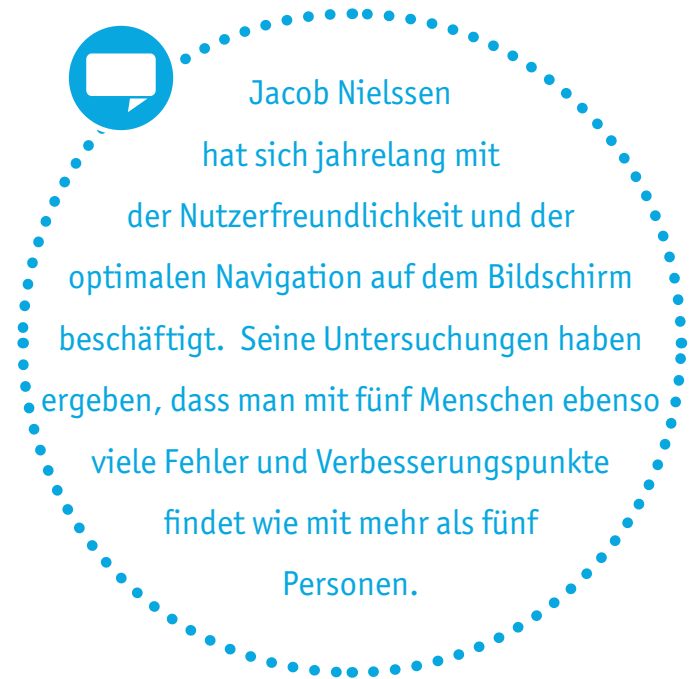 Jacob Nielssen
hat sich jahrelang mit
der Nutzerfreundlichkeit und der
optimalen Navigation auf dem Bildschirm
beschäftigt.  Seine Untersuchungen haben
ergeben, dass man mit fünf Menschen ebenso
viele Fehler und Verbesserungspunkte
findet wie mit mehr als fünf
Personen.